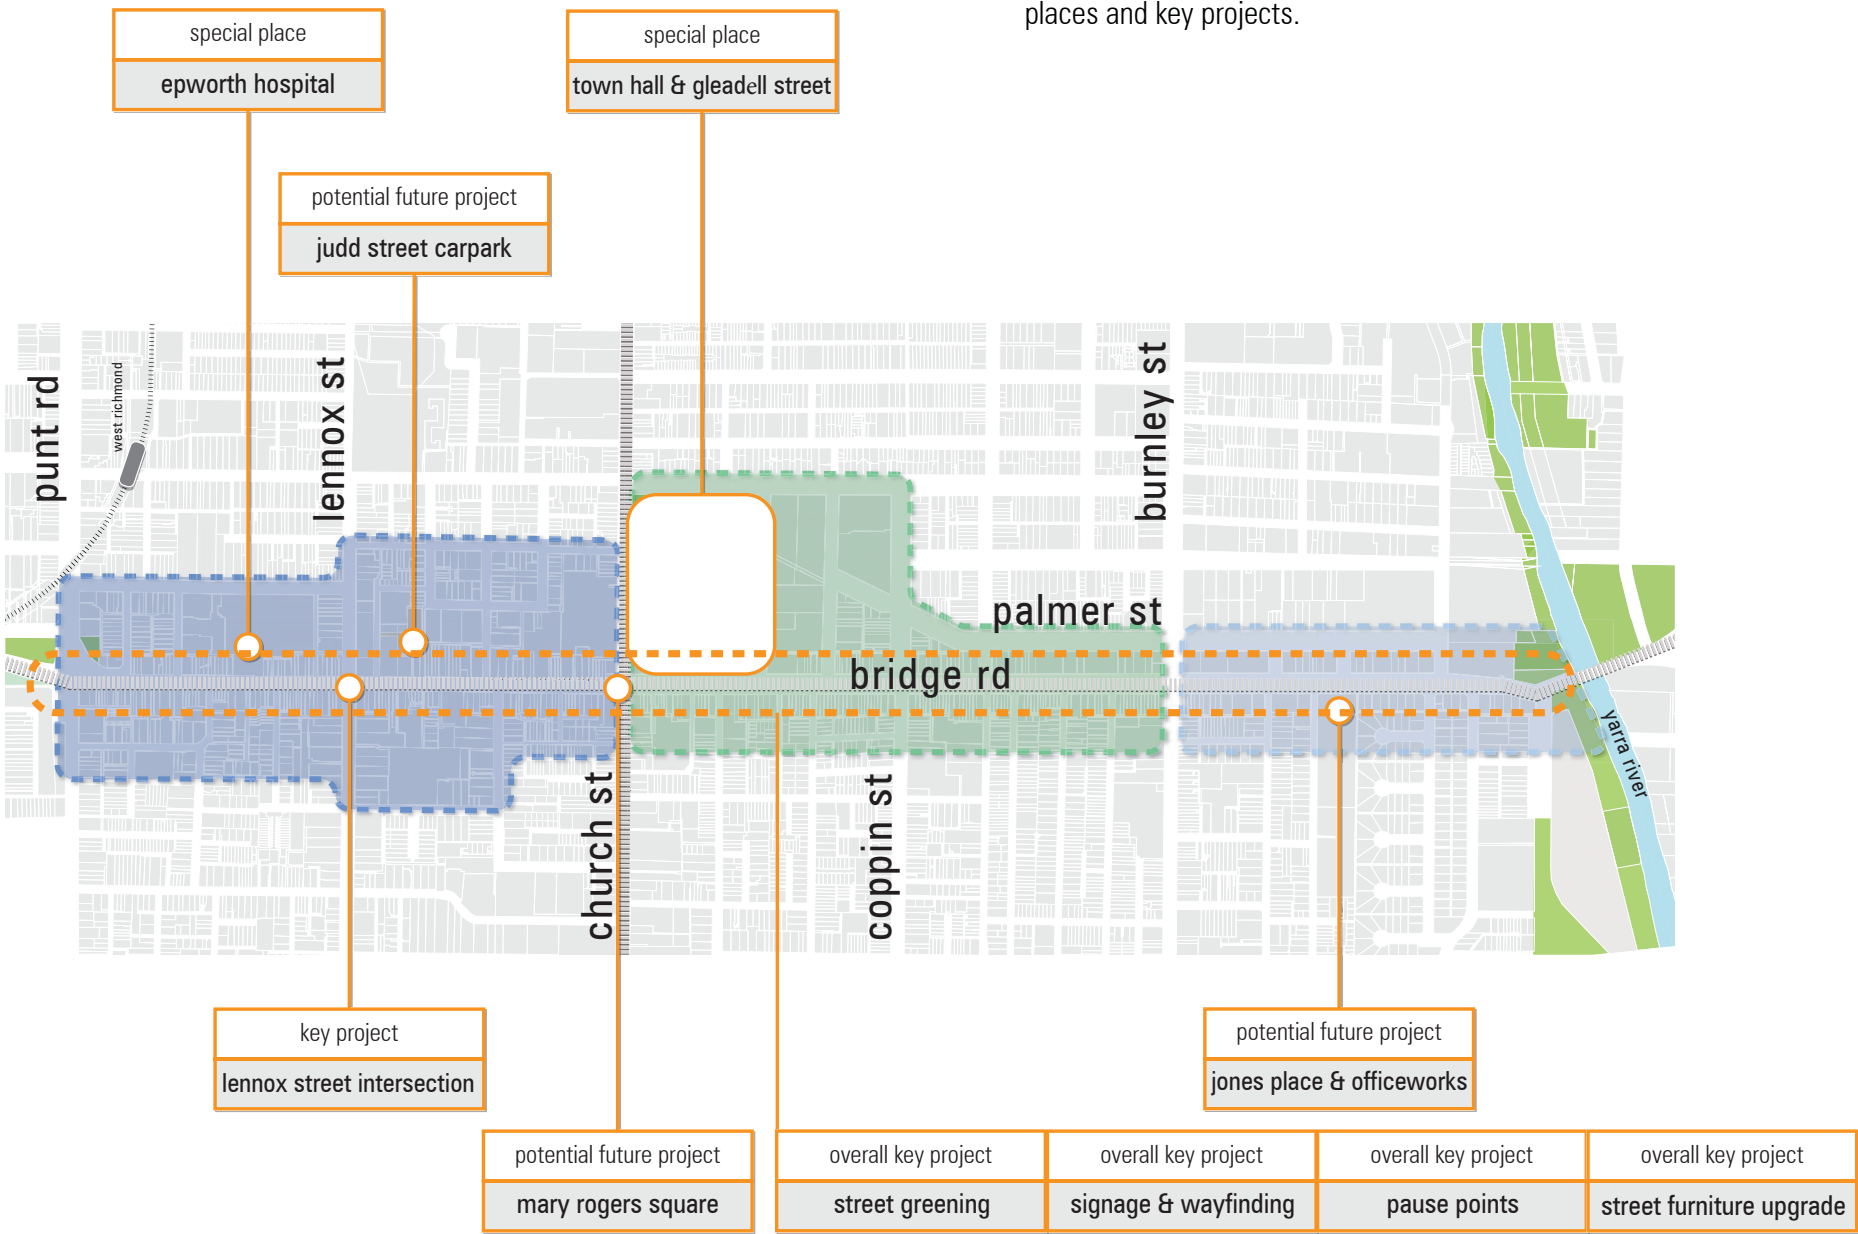 places and key projects.
special place
epworth hospital
special place
town hall & gleadell street
potential future project
judd street carpark
punt rd
west richmond
lennox st
burnley st
palmer st
bridge rd
yarra river
church st
coppin st
key project
lennox street intersection
potential future project
jones place & officeworks
potential future project
mary rogers square
overall key project
street greening
overall key project
signage & wayfinding
overall key project
pause points
overall key project
street furniture upgrade